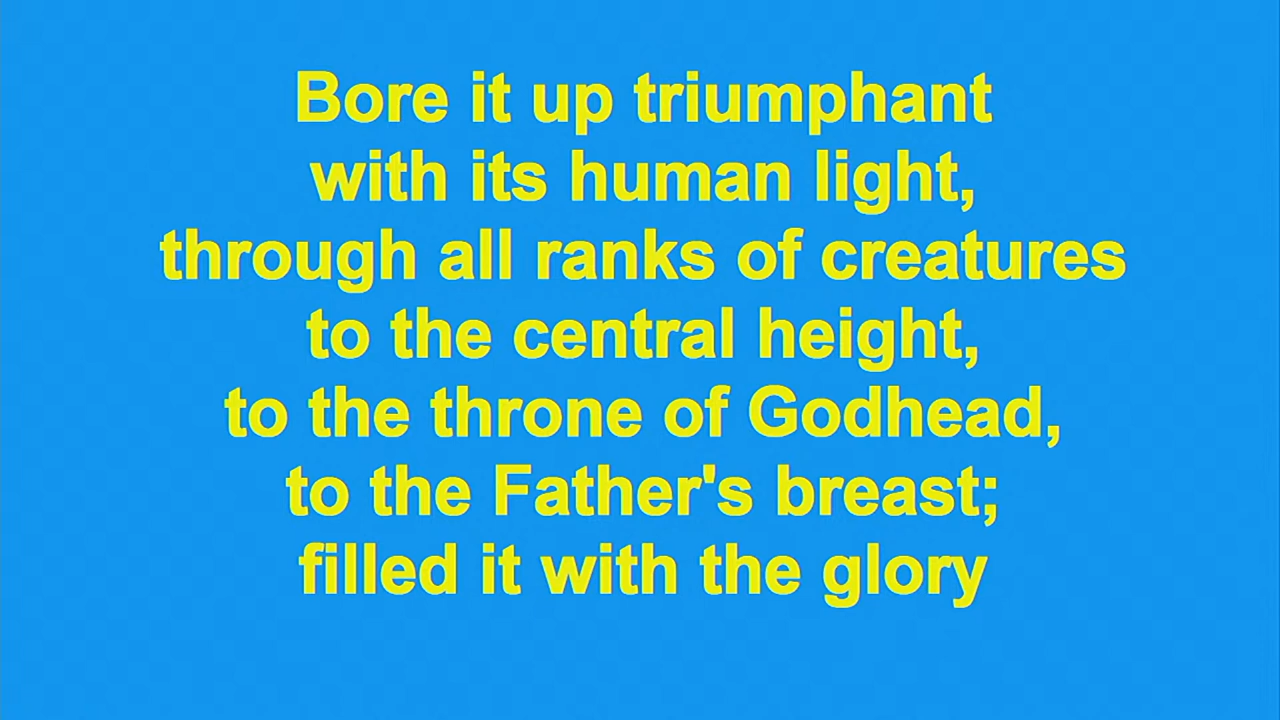 Bore it up triumphant
with its human light,
through all ranks of creatures
to the central height,
to the throne of Godhead,
to the Father's breast;
filled it with the glory